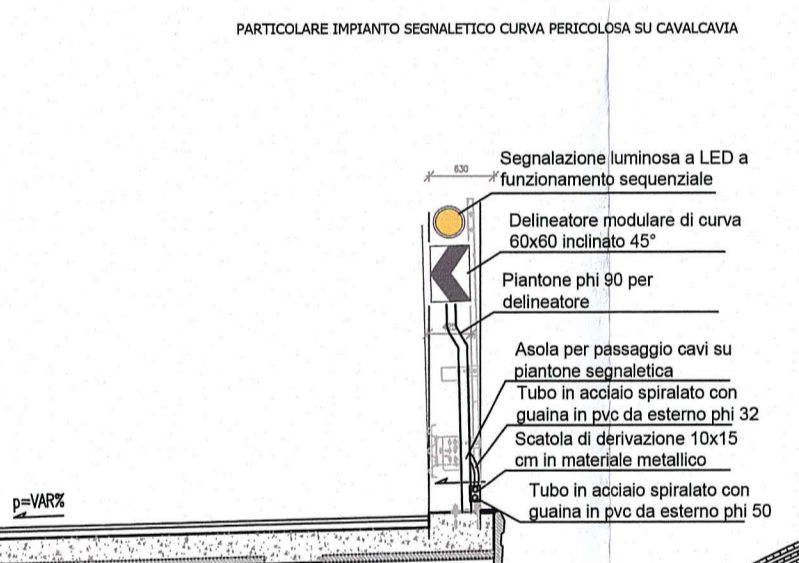 PARTICOLARE IMPIANTO SEGNALETICO CURVA PERICOLOSA SU CAVALCAVIA
630
Segnalazione luminosa a LED a
funzionamento sequenziale
Delineatore modulare di curva
60x60 inclinato 45°
Piantone phi 90 per
delineatore
Asola per passaggio cavi su
piantone segnaletica
Tubo in acciaio spiralato con
guaina in pvc da esterno phi 32
Scatola di derivazione 10x15
cm in materiale metallico
Tubo in acciaio spiralato con
guaina in pvc da esterno phi 50
p=VAR%